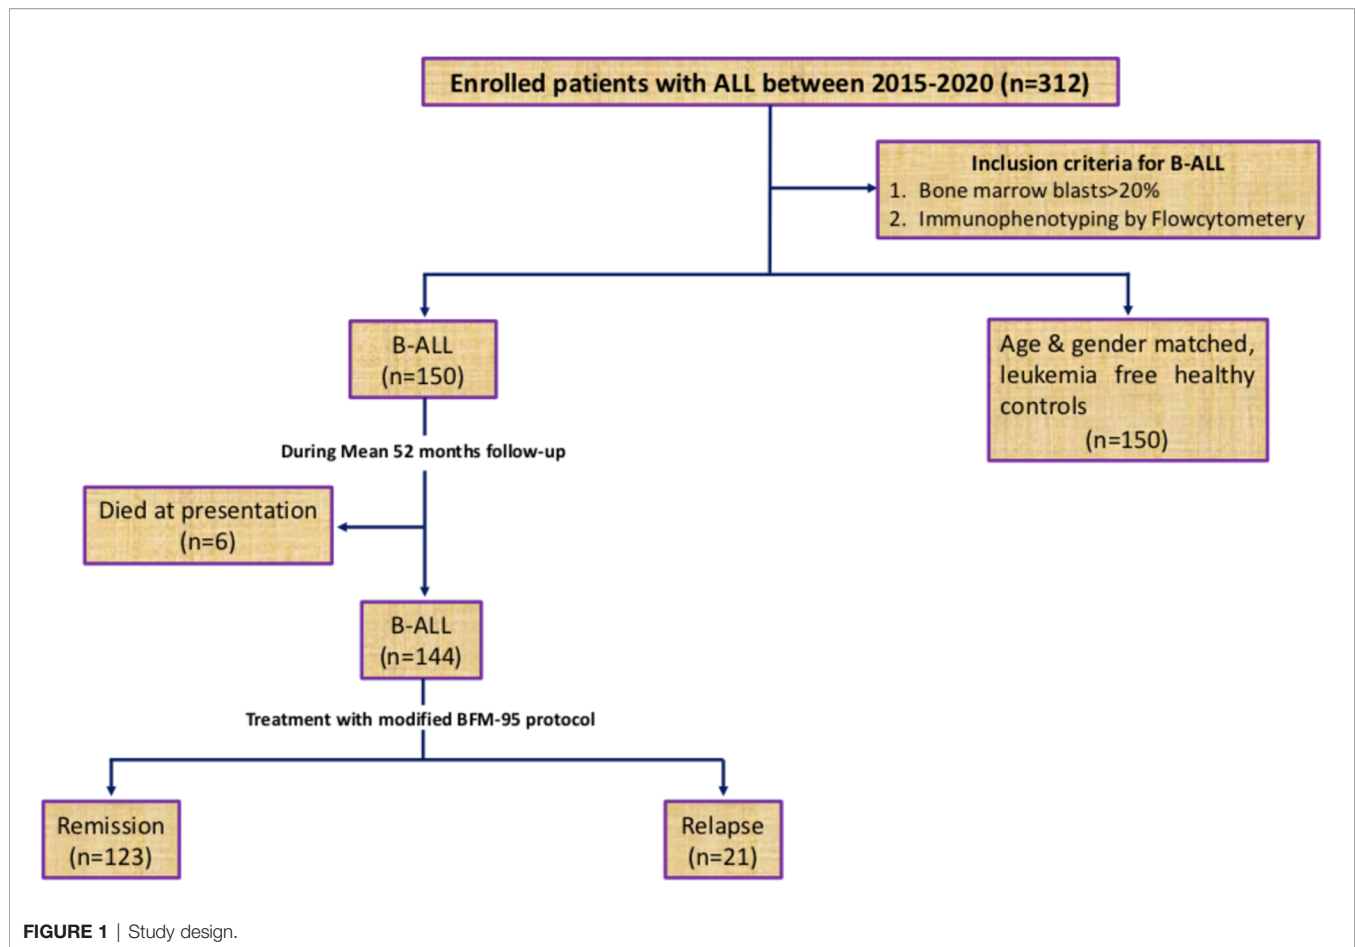 Enrolled patients with ALL between 2015-2020 (n=312)
Inclusion criteria for B-ALL
1. Bone marrow blasts>20%
2. Immunophenotyping by Flowcytometery
B-ALL
(n=150)
Age & gender matched,
leukemia free healthy
controls
(n=150)
During Mean 52 months follow-up
Died at presentation
(n=6)
B-ALL
(n=144)
Treatment with modified BFM-95 protocol
Remission
(n=123)
Relapse
(n=21)
FIGURE 1 | Study design.